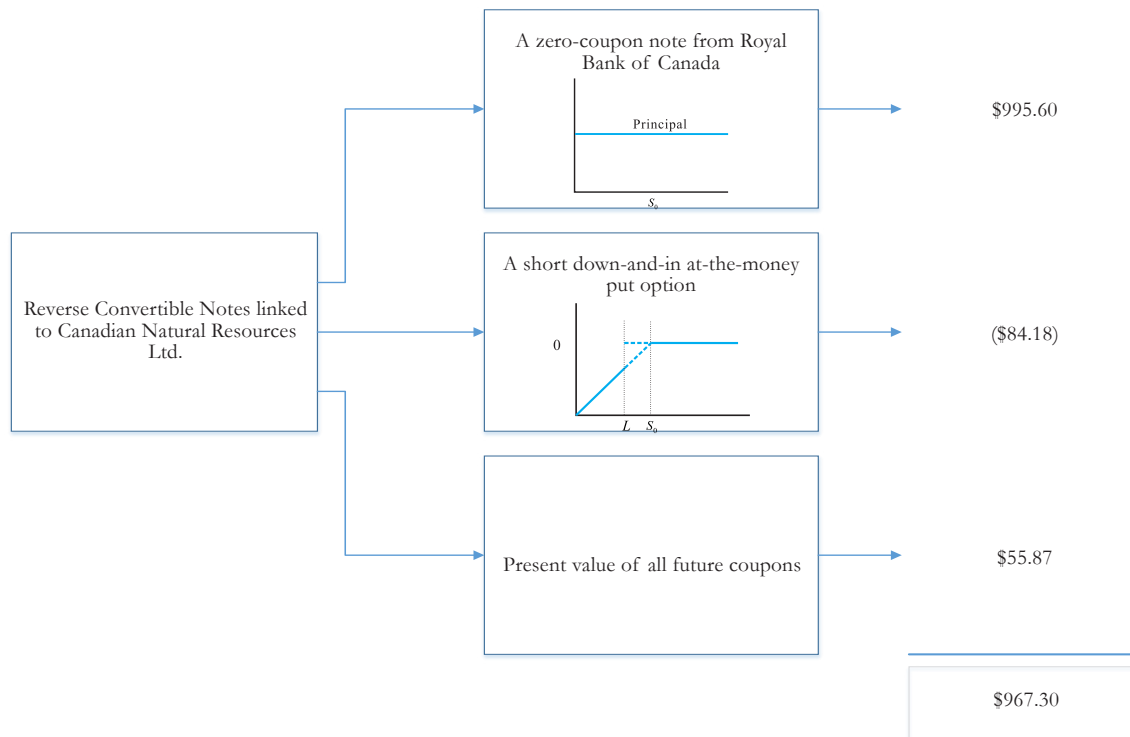 A zero-coupon note from Royal
Bank of Canada
Principal
S₀
$995.60
Reverse Convertible Notes linked
to Canadian Natural Resources
Ltd.
A short down-and-in at-the-money
put option
0
L S₀
($84.18)
Present value of all future coupons
$55.87
$967.30